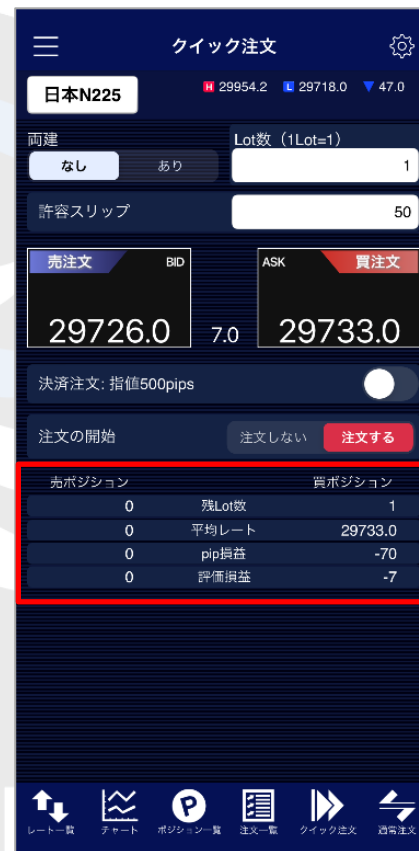 クイック注文
日本N225
H 29954.2 L 29718.0 ▼ 47.0
両建 Lot数（1Lot=1）
なし あり 1
許容スリップ 50
売注文 BID ASK 買注文
29726.0 7.0 29733.0
決済注文: 指値500pips
注文の開始 注文しない 注文する
売ポジション 買ポジション
0 残Lot数 1
0 平均レート 29733.0
0 pip損益 -70
0 評価損益 -7
P
レート一覧 チャート ポジション一覧 注文一覧 クイック注文 通常注文